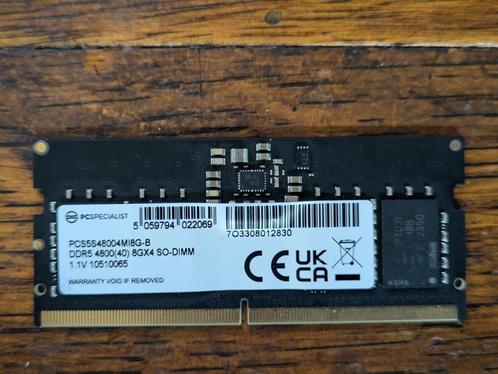 PCSPECIALIST
5 059794 022069
7O3308012830
PCS5S48004MI8G-B
DDR5 4800(40) 8GX4 SO-DIMM
1.1V 10510065
WARRANTY VOID IF REMOVED
CE UK
CA